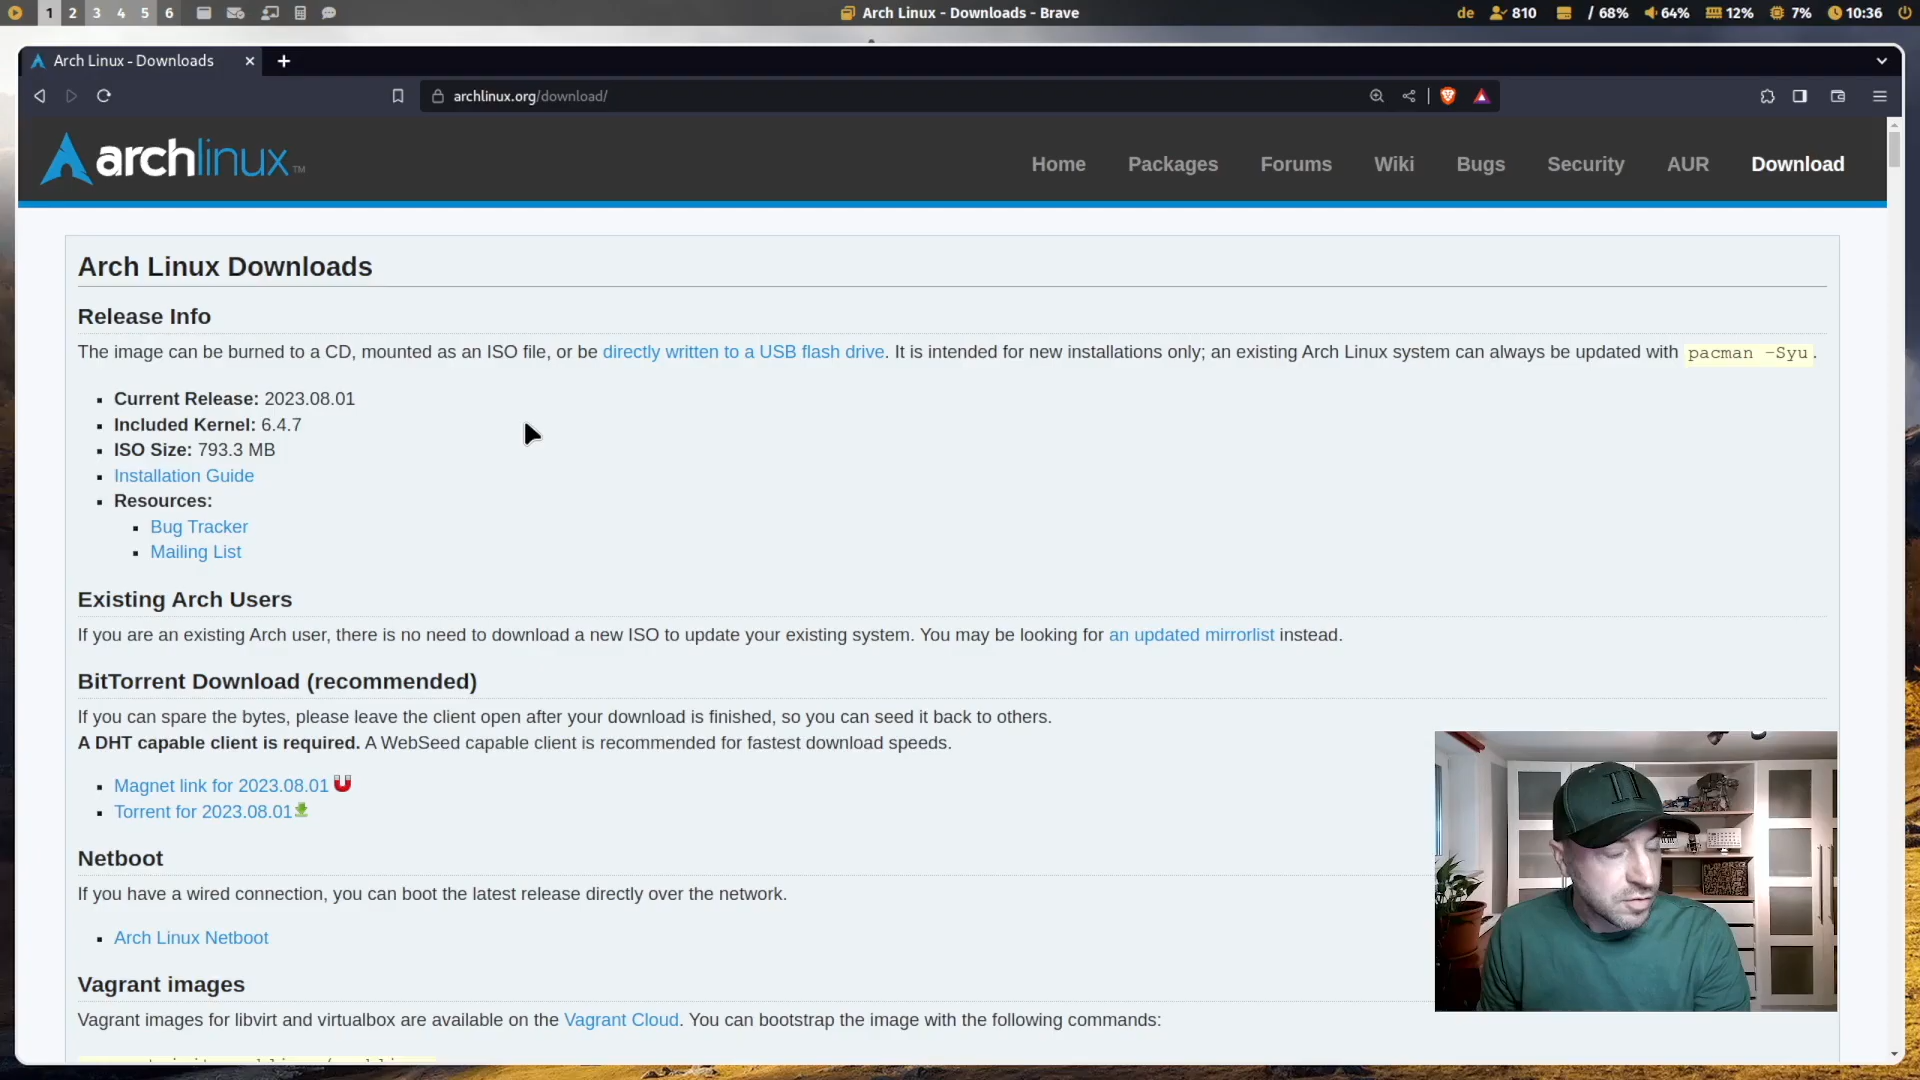 1 2 3 4 5 6
Arch Linux - Downloads - Brave
de 810 / 68% 64% 12% 7% 10:36
Arch Linux - Downloads
archlinux.org/download/
archlinux TM
Home Packages Forums Wiki Bugs Security AUR Download
Arch Linux Downloads
Release Info
The image can be burned to a CD, mounted as an ISO file, or be directly written to a USB flash drive. It is intended for new installations only; an existing Arch Linux system can always be updated with pacman -Syu.
Current Release: 2023.08.01
Included Kernel: 6.4.7
ISO Size: 793.3 MB
Installation Guide
Resources:
Bug Tracker
Mailing List
Existing Arch Users
If you are an existing Arch user, there is no need to download a new ISO to update your existing system. You may be looking for an updated mirrorlist instead.
BitTorrent Download (recommended)
If you can spare the bytes, please leave the client open after your download is finished, so you can seed it back to others.
A DHT capable client is required. A WebSeed capable client is recommended for fastest download speeds.
Magnet link for 2023.08.01
Torrent for 2023.08.01
Netboot
If you have a wired connection, you can boot the latest release directly over the network.
Arch Linux Netboot
Vagrant images
Vagrant images for libvirt and virtualbox are available on the Vagrant Cloud. You can bootstrap the image with the following commands: